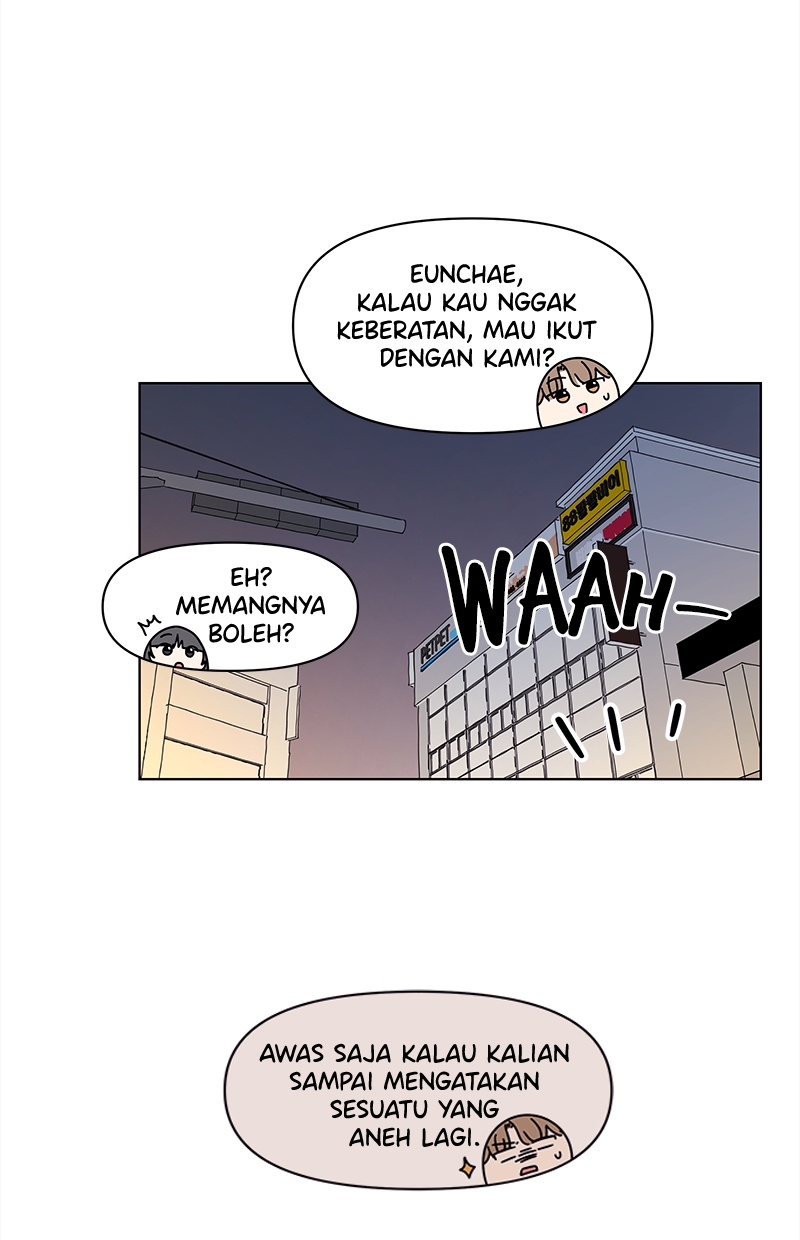 EUNCHAE,
KALAU KAU NGGAK
KEBERATAN, MAU IKUT
DENGAN KAMI?
EH?
MEMANGNYA
BOLEH?
WAAH—
PETPET
AWAS SAJA KALAU KALIAN
SAMPAI MENGATAKAN
SESUATU YANG
ANEH LAGI.